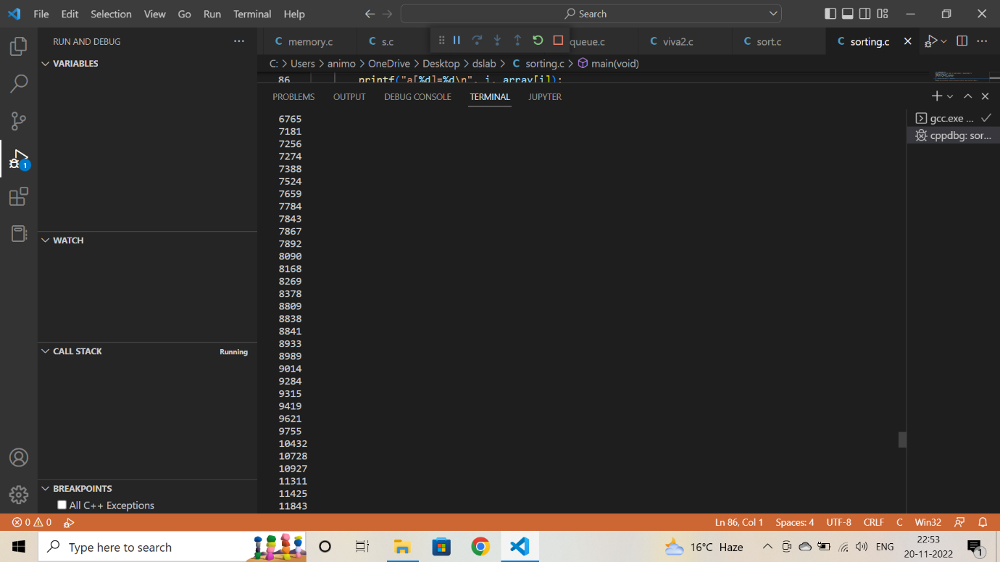 File Edit Selection View Go Run Terminal Help
Search
RUN AND DEBUG
memory.c
s.c
queue.c
viva2.c
sort.c
sorting.c
C: > Users > animo > OneDrive > Desktop > dslab > C sorting.c > main(void)
86 printf("a[%d]=%d\n", i, array[i]);
VARIABLES
WATCH
CALL STACK
Running
BREAKPOINTS
All C++ Exceptions
1
PROBLEMS OUTPUT DEBUG CONSOLE TERMINAL JUPYTER
6765
7181
7256
7274
7388
7524
7659
7784
7843
7867
7892
8090
8168
8269
8378
8809
8838
8841
8933
8989
9014
9284
9315
9419
9621
9755
10432
10728
10927
11311
11425
11843
gcc.exe ...
cppdbg: sor...
0 0
Ln 86, Col 1 Spaces: 4 UTF-8 CRLF C Win32
Type here to search
16°C Haze
ENG
22:53
20-11-2022
1